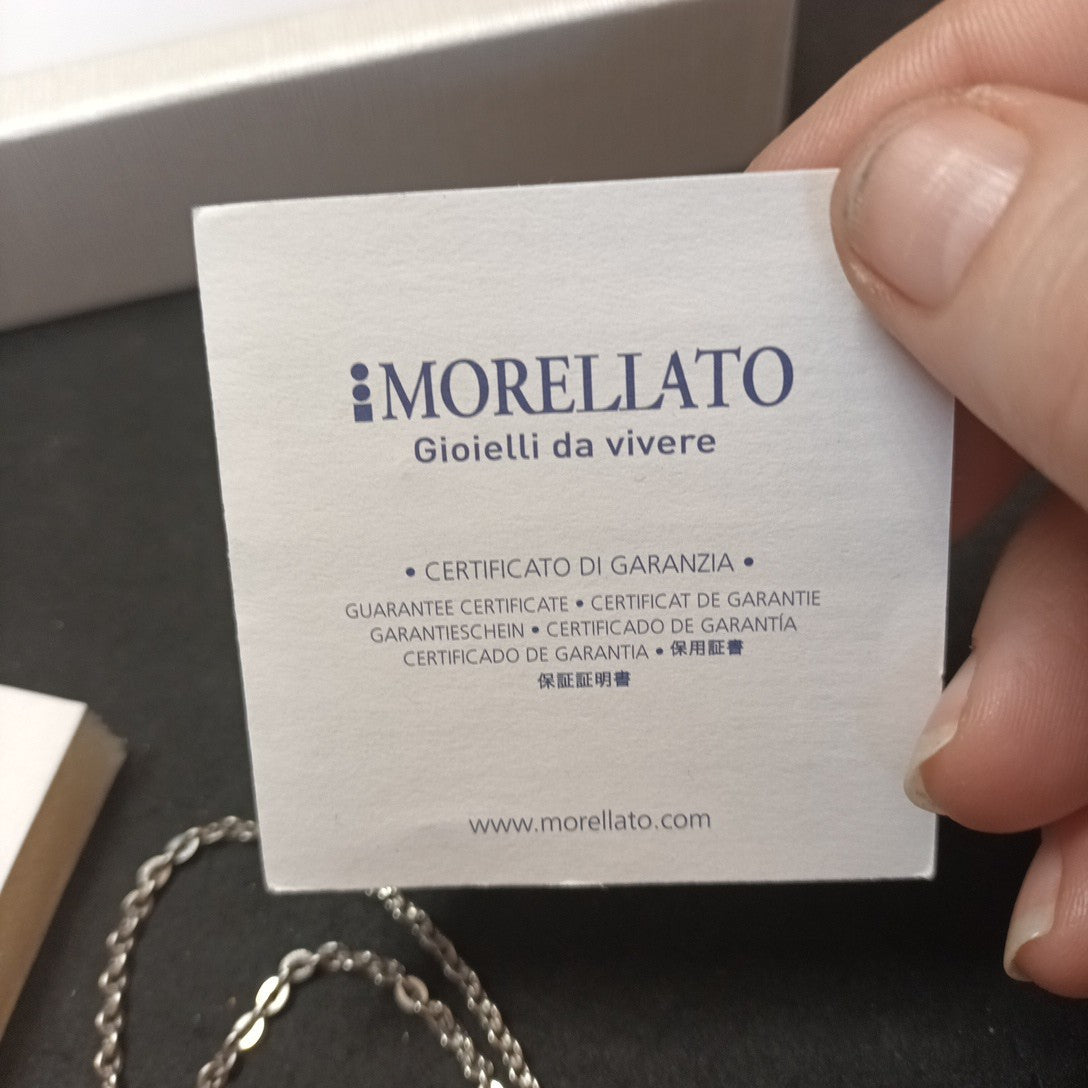 MORELLATO
Gioielli da vivere
• CERTIFICATO DI GARANZIA •
GUARANTEE CERTIFICATE • CERTIFICAT DE GARANTIE
GARANTIESCHEIN • CERTIFICADO DE GARANTÍA
CERTIFICADO DE GARANTIA • 保用証書
保証証明書
www.morellato.com